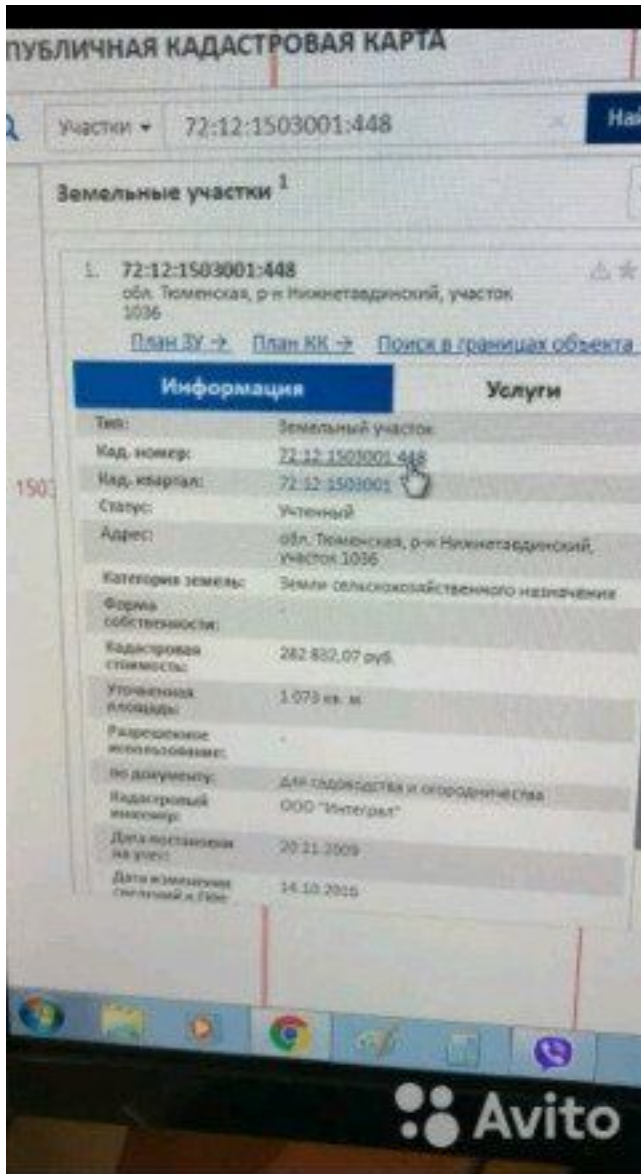 ПУБЛИЧНАЯ КАДАСТРОВАЯ КАРТА
Участки 72:12:1503001:448 Най
Земельные участки 1
1. 72:12:1503001:448
обл. Тюменская, р-н Нижнетавдинский, участок
1036
План ЗУ → План КК → Поиск в границах объекта
Информация Услуги
Тип: Земельный участок
Кад. номер: 72:12:1503001:448
150
Кад. квартал: 72:12:1503001
Статус: Учтенный
Адрес: обл. Тюменская, р-н Нижнетавдинский,
участок 1036
Категория земель: Земли сельскохозяйственного назначения
Форма
собственности: -
Кадастровая
стоимость: 282 832,07 руб.
Уточненная
площадь: 1 073 кв. м
Разрешенное
использование: -
по документу: для садоводства и огородничества
Кадастровый
инженер: ООО "Интеграл"
Дата постановки
на учет: 20.11.2009
Дата изменения
сведений в ГКН: 14.10.2016
Avito